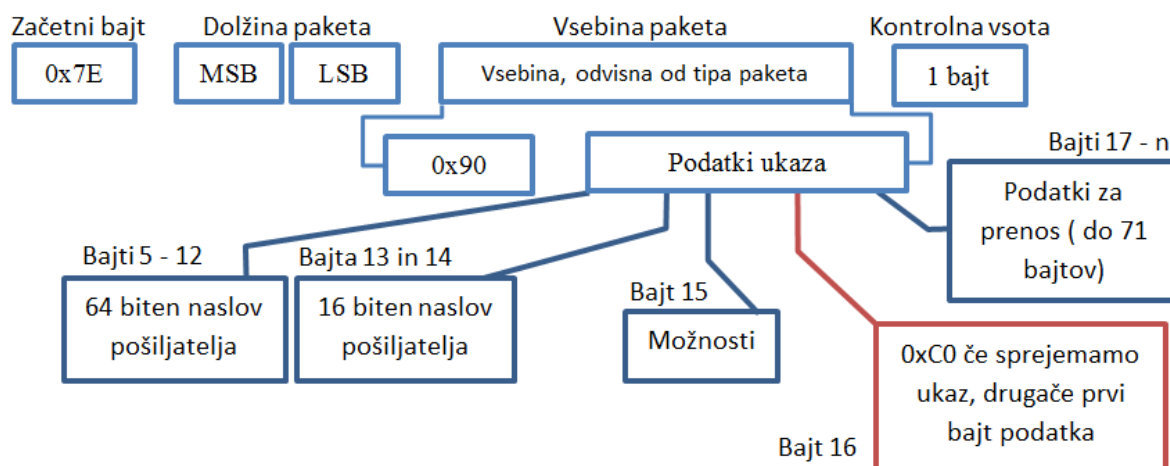 Začetni bajt
Dolžina paketa
Vsebina paketa
Kontrolna vsota
0x7E
MSB
LSB
Vsebina, odvisna od tipa paketa
1 bajt
0x90
Podatki ukaza
Bajti 17 - n
Podatki za
prenos ( do 71
bajtov)
Bajti 5 - 12
64 biten naslov
pošiljatelja
Bajta 13 in 14
16 biten naslov
pošiljatelja
Bajt 15
Možnosti
Bajt 16
0xC0 če sprejemamo
ukaz, drugače prvi
bajt podatka